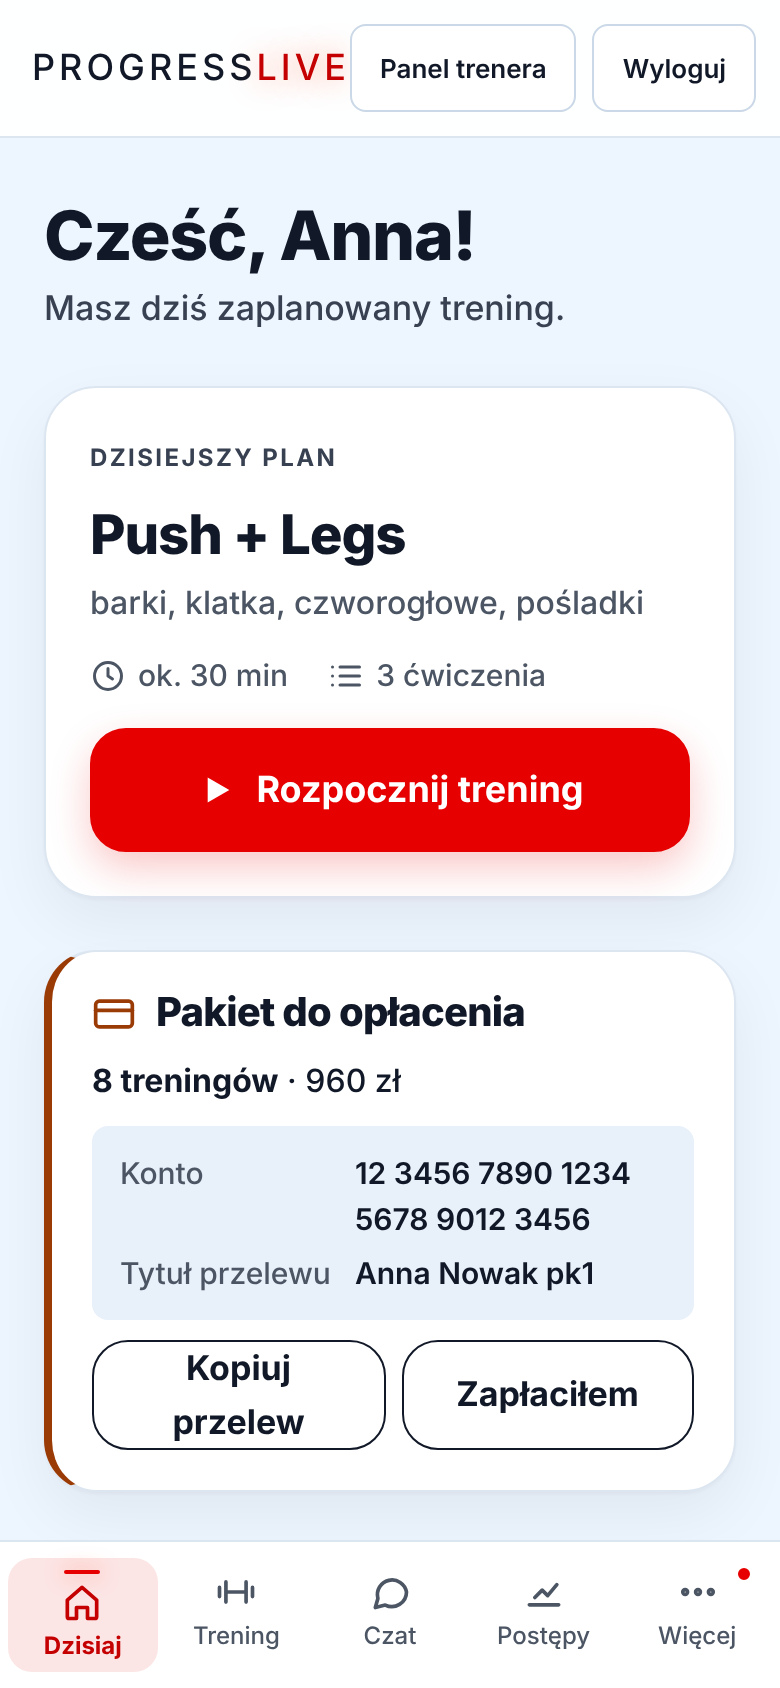 PROGRESSLIVE
Panel trenera
Wyloguj
Cześć, Anna!
Masz dziś zaplanowany trening.
DZISIEJSZY PLAN
Push + Legs
barki, klatka, czworogłowe, pośladki
ok. 30 min
3 ćwiczenia
Rozpocznij trening
Pakiet do opłacenia
8 treningów · 960 zł
Konto
12 3456 7890 1234
5678 9012 3456
Tytuł przelewu
Anna Nowak pk1
Kopiuj
przelew
Zapłaciłem
Dzisiaj
Trening
Czat
Postępy
Więcej